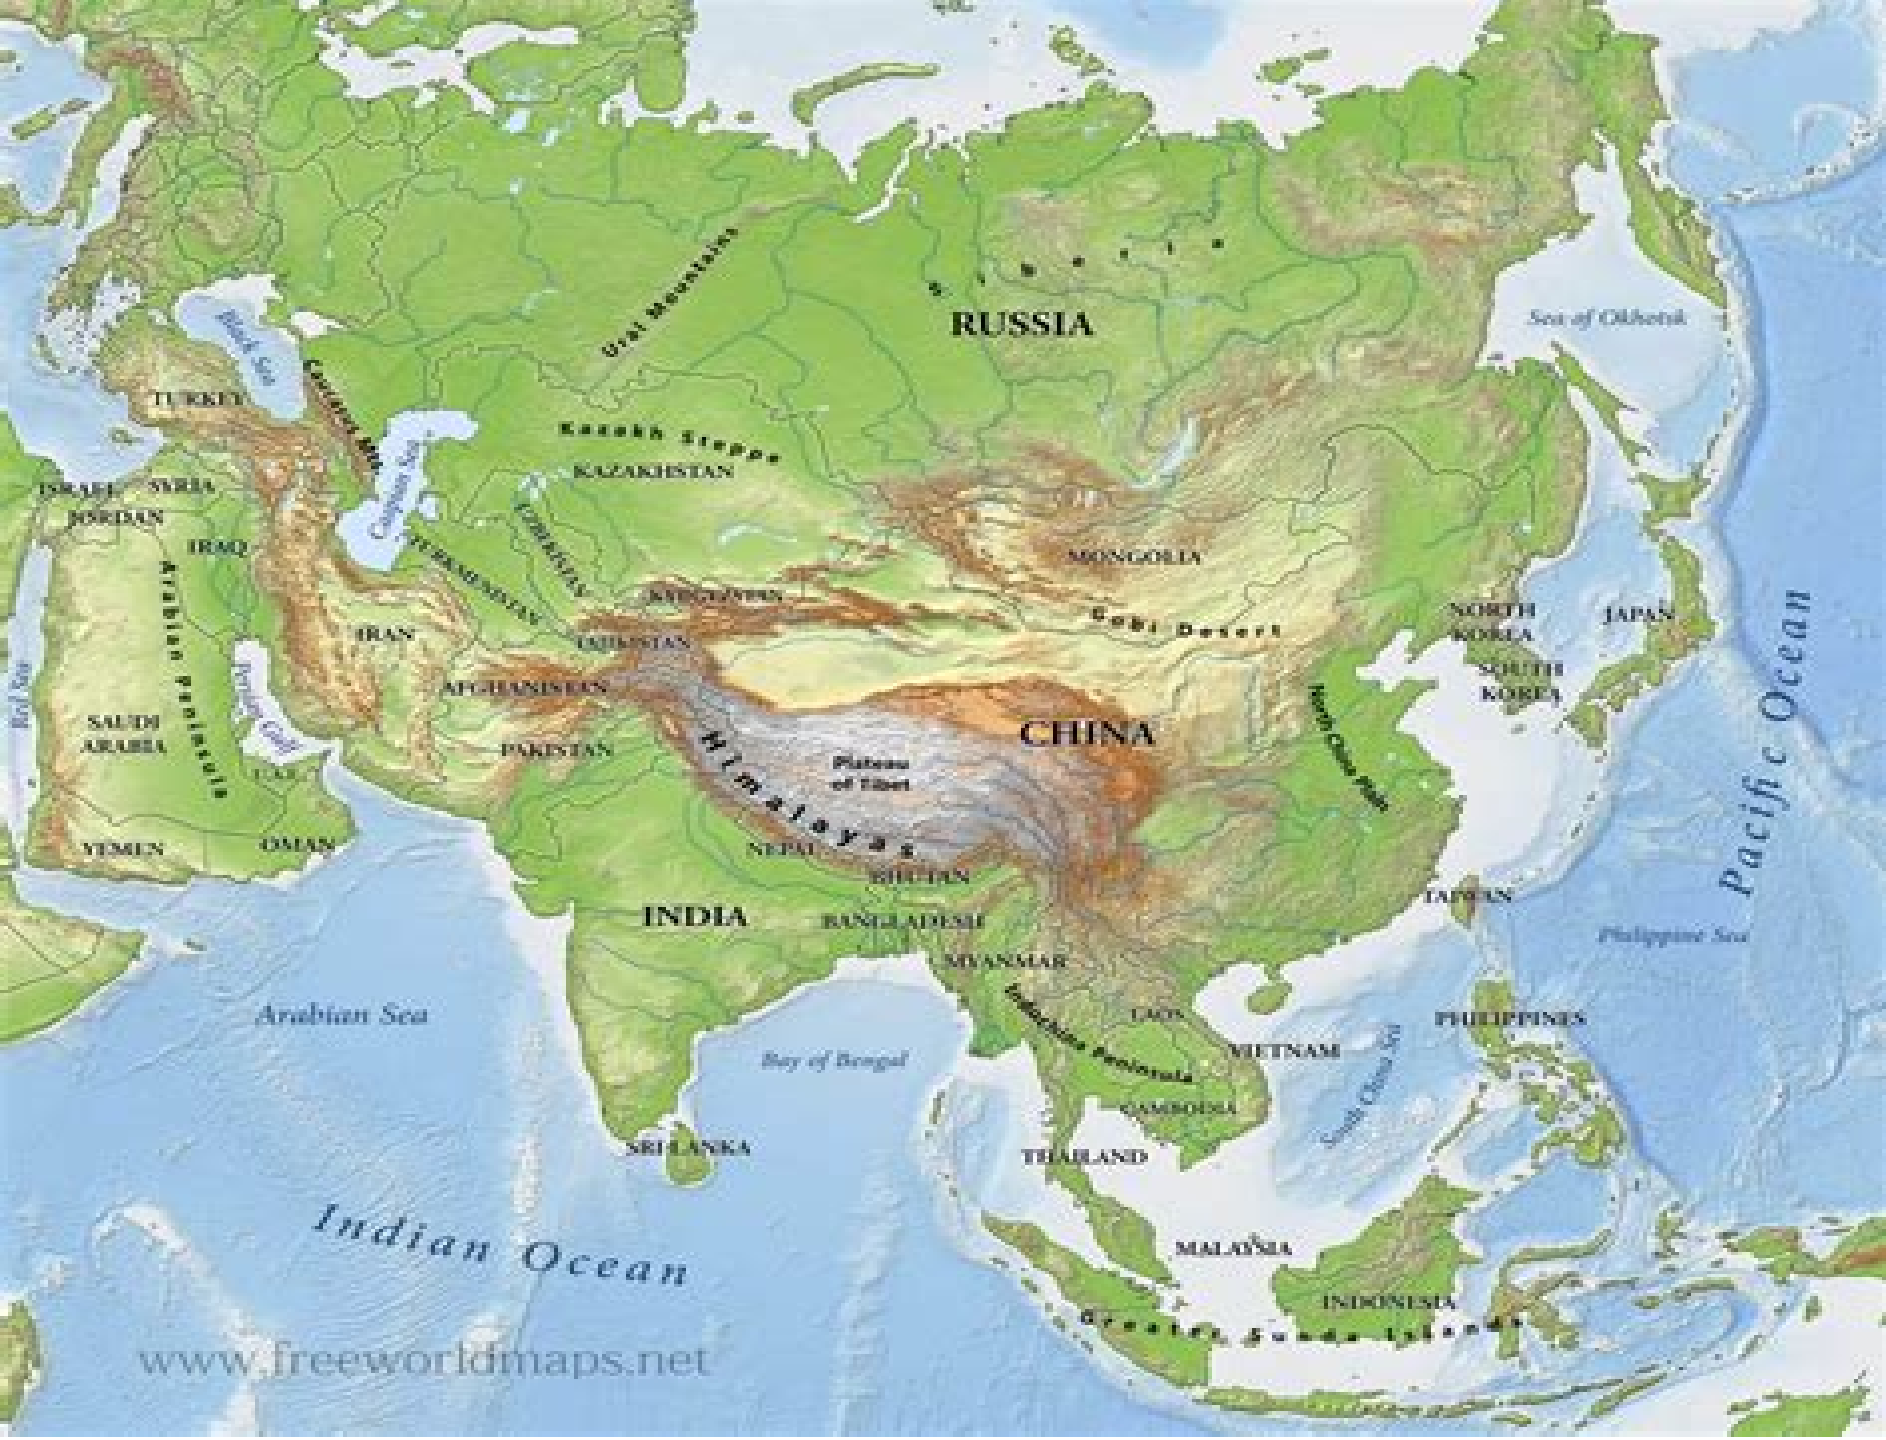 Ural Mountains
Siberia
RUSSIA
Sea of Okhotsk
Black Sea
Caucasus Mts.
TURKEY
Caspian Sea
Kazakh Steppe
KAZAKHSTAN
ISRAEL
SYRIA
JORDAN
IRAQ
UZBEKISTAN
TURKMENISTAN
MONGOLIA
KYRGYZSTAN
Gobi Desert
NORTH
KOREA
JAPAN
IRAN
TAJIKISTAN
Arabian Peninsula
Red Sea
AFGHANISTAN
SOUTH
KOREA
Persian Gulf
SAUDI
ARABIA
CHINA
North China Plain
Pacific Ocean
PAKISTAN
Himalayas
Plateau
of Tibet
U.A.E.
YEMEN
OMAN
NEPAL
BHUTAN
TAIWAN
INDIA
BANGLADESH
Philippine Sea
MYANMAR
Arabian Sea
Indochina Peninsula
LAOS
PHILIPPINES
Bay of Bengal
VIETNAM
South China Sea
CAMBODIA
SRI LANKA
THAILAND
Indian Ocean
MALAYSIA
INDONESIA
Greater Sunda Islands
www.freeworldmaps.net